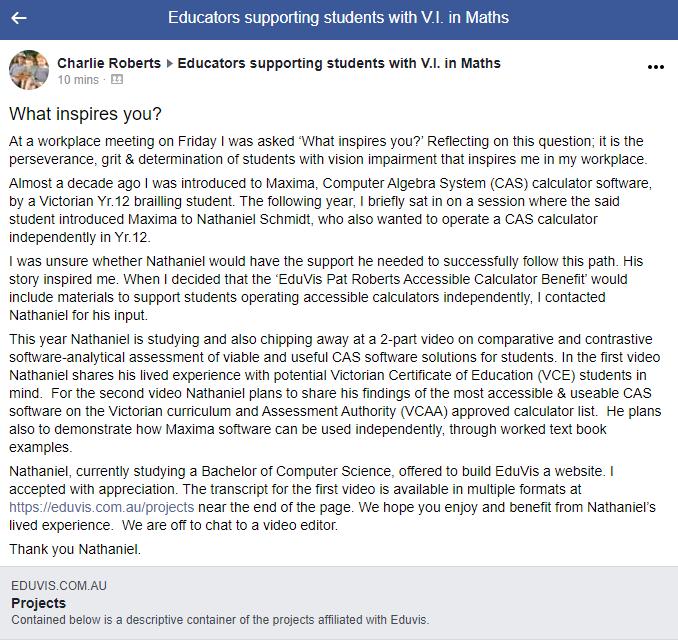 Educators supporting students with V.I. in Maths
Charlie Roberts ▸ Educators supporting students with V.I. in Maths
10 mins ·
What inspires you?
At a workplace meeting on Friday I was asked ‘What inspires you?’ Reflecting on this question; it is the
perseverance, grit & determination of students with vision impairment that inspires me in my workplace.
Almost a decade ago I was introduced to Maxima, Computer Algebra System (CAS) calculator software,
by a Victorian Yr.12 brailling student. The following year, I briefly sat in on a session where the said
student introduced Maxima to Nathaniel Schmidt, who also wanted to operate a CAS calculator
independently in Yr.12.
I was unsure whether Nathaniel would have the support he needed to successfully follow this path. His
story inspired me. When I decided that the ‘EduVis Pat Roberts Accessible Calculator Benefit’ would
include materials to support students operating accessible calculators independently, I contacted
Nathaniel for his input.
This year Nathaniel is studying and also chipping away at a 2-part video on comparative and contrastive
software-analytical assessment of viable and useful CAS software solutions for students. In the first video
Nathaniel shares his lived experience with potential Victorian Certificate of Education (VCE) students in
mind.  For the second video Nathaniel plans to share his findings of the most accessible & useable CAS
software on the Victorian curriculum and Assessment Authority (VCAA) approved calculator list.  He plans
also to demonstrate how Maxima software can be used independently, through worked text book
examples.
Nathaniel, currently studying a Bachelor of Computer Science, offered to build EduVis a website. I
accepted with appreciation. The transcript for the first video is available in multiple formats at
https://eduvis.com.au/projects near the end of the page. We hope you enjoy and benefit from Nathaniel’s
lived experience.  We are off to chat to a video editor.
Thank you Nathaniel.
EDUVIS.COM.AU
Projects
Contained below is a descriptive container of the projects affiliated with Eduvis.